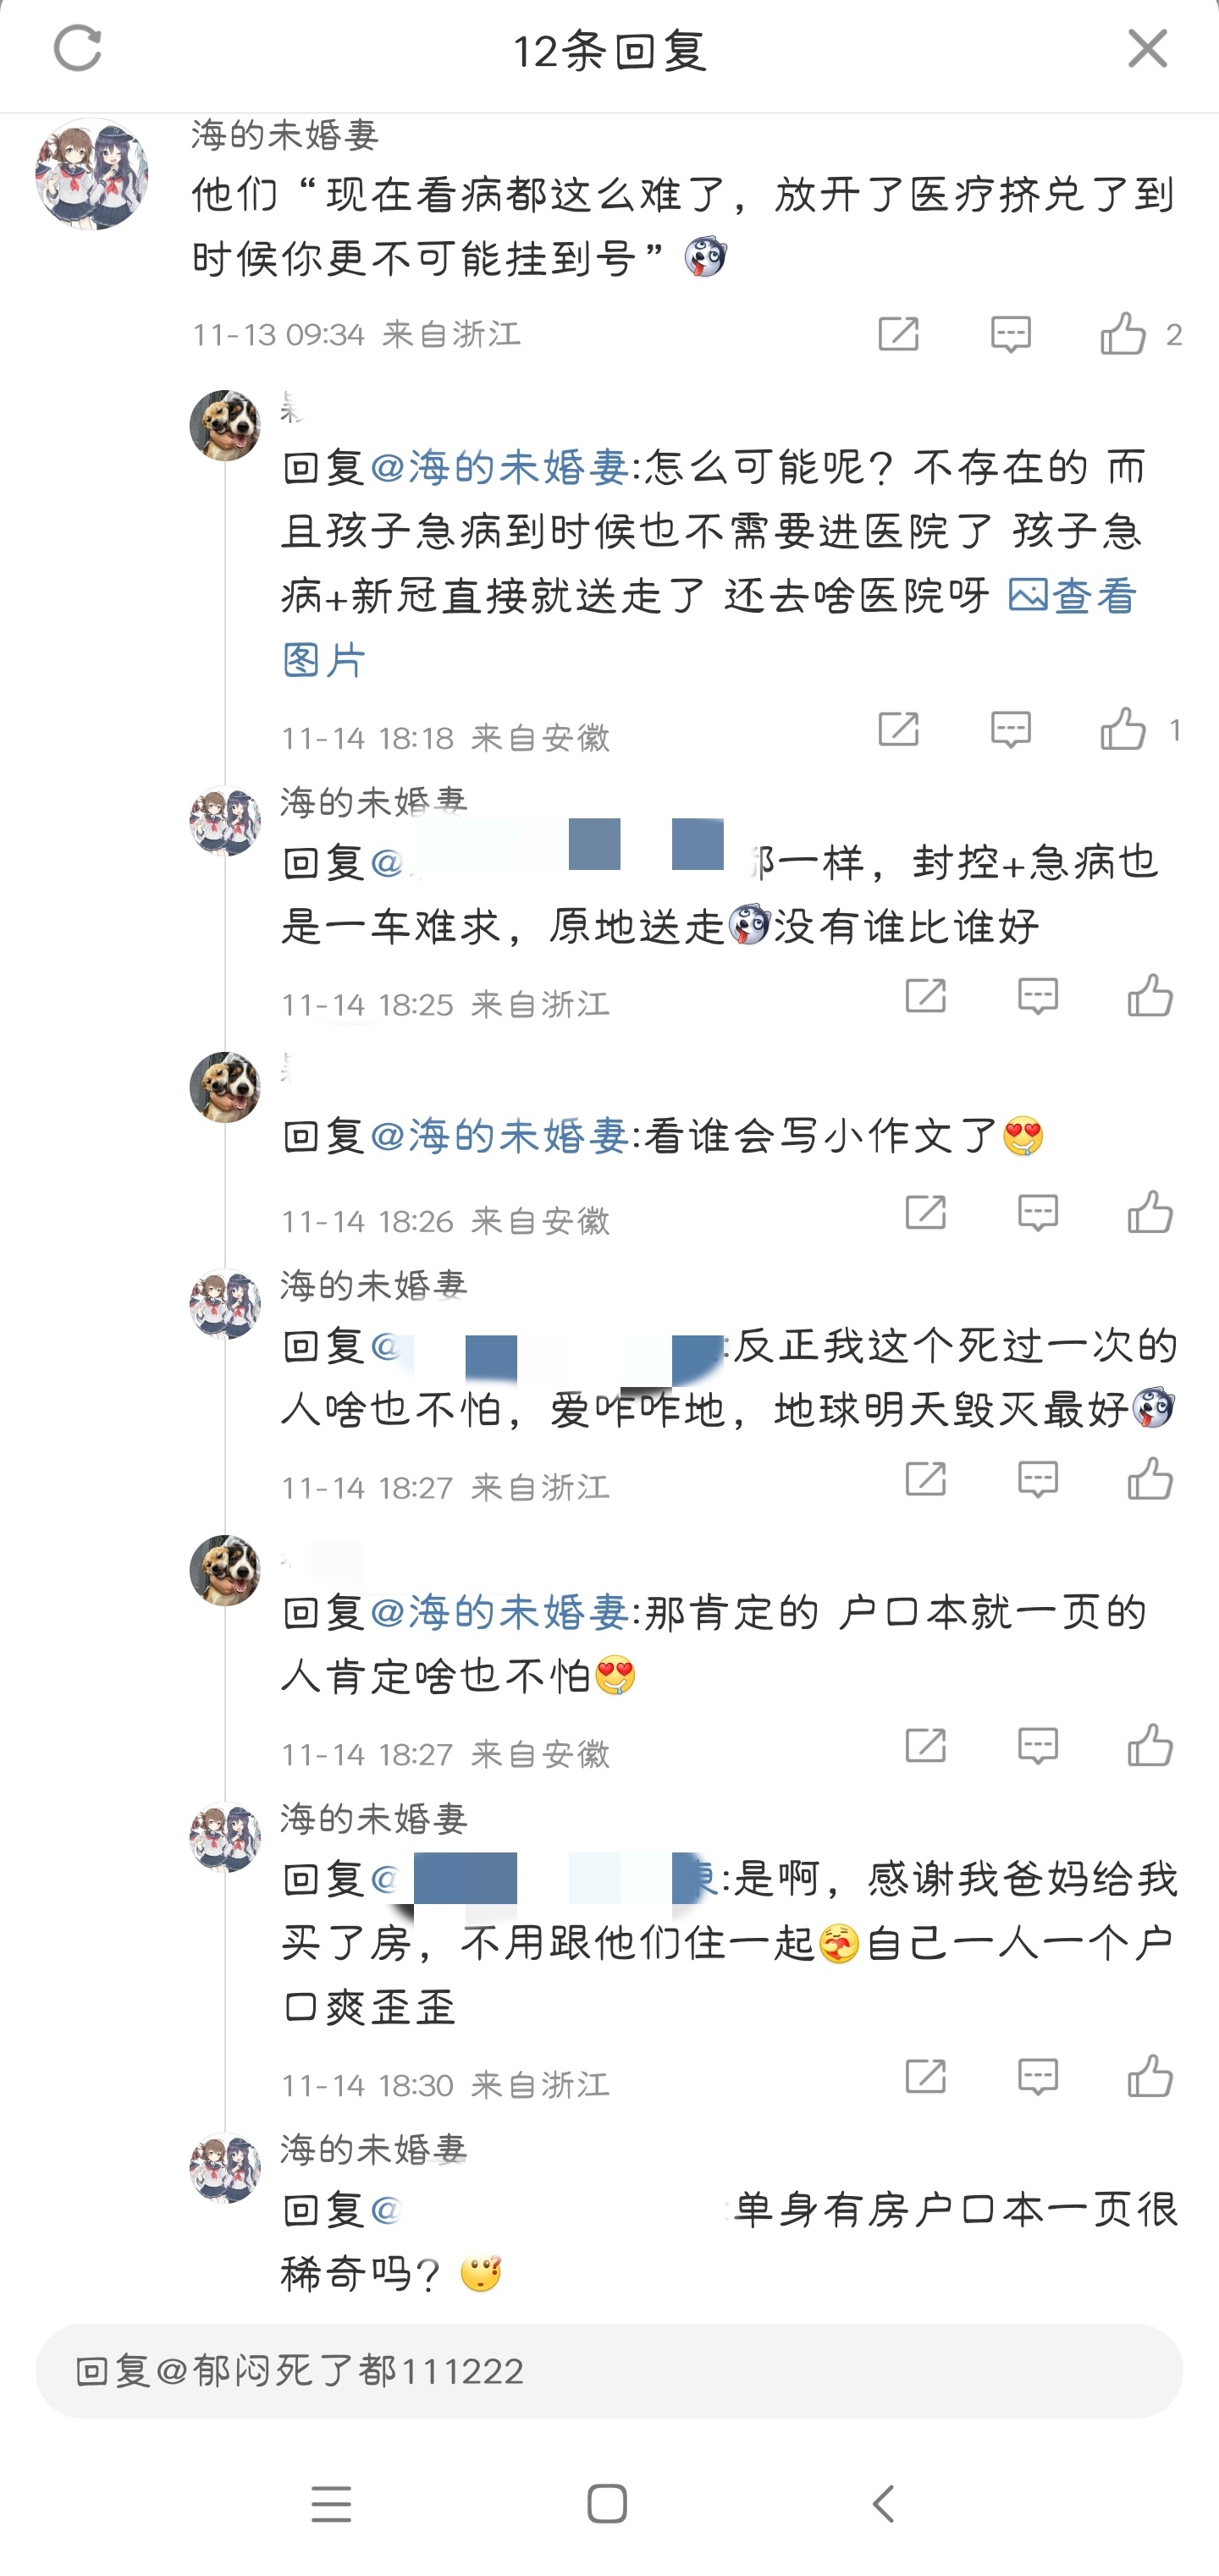 12条回复
海的未婚妻
他们“现在看病都这么难了，放开了医疗挤兑了到
时候你更不可能挂到号”
11-13 09:34 来自浙江
2
回复@海的未婚妻:怎么可能呢？不存在的 而
且孩子急病到时候也不需要进医院了 孩子急
病+新冠直接就送走了 还去啥医院呀 查看
图片
11-14 18:18 来自安徽
1
海的未婚妻
回复@ 都一样，封控+急病也
是一车难求，原地送走没有谁比谁好
11-14 18:25 来自浙江
回复@海的未婚妻:看谁会写小作文了
11-14 18:26 来自安徽
海的未婚妻
回复@ :反正我这个死过一次的
人啥也不怕，爱咋咋地，地球明天毁灭最好
11-14 18:27 来自浙江
回复@海的未婚妻:那肯定的 户口本就一页的
人肯定啥也不怕
11-14 18:27 来自安徽
海的未婚妻
回复@ :是啊，感谢我爸妈给我
买了房，不用跟他们住一起自己一人一个户
口爽歪歪
11-14 18:30 来自浙江
海的未婚妻
回复@ :单身有房户口本一页很
稀奇吗？
回复@郁闷死了都111222